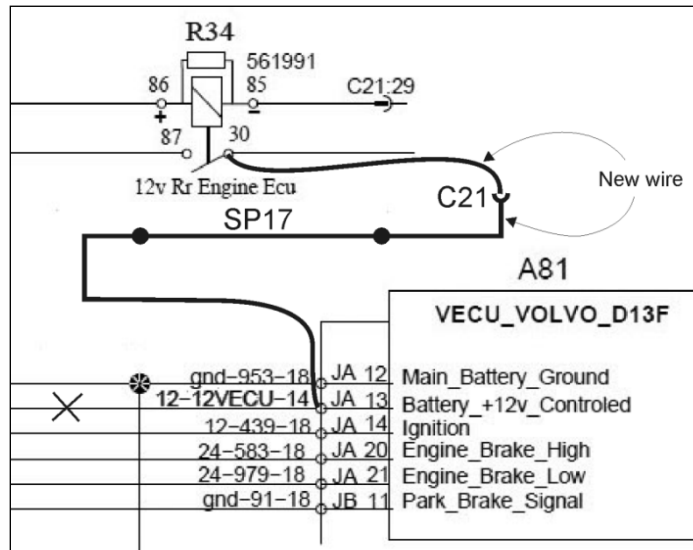 R34
561991
86
85
C21:29
+
-
87
30
12v Rr Engine Ecu
New wire
C21
SP17
A81
VECU_VOLVO_D13F
gnd-953-18 JA 12 Main_Battery_Ground
12-12VECU-14 JA 13 Battery_+12v_Controled
12-439-18 JA 14 Ignition
24-583-18 JA 20 Engine_Brake_High
24-979-18 JA 21 Engine_Brake_Low
gnd-91-18 JB 11 Park_Brake_Signal